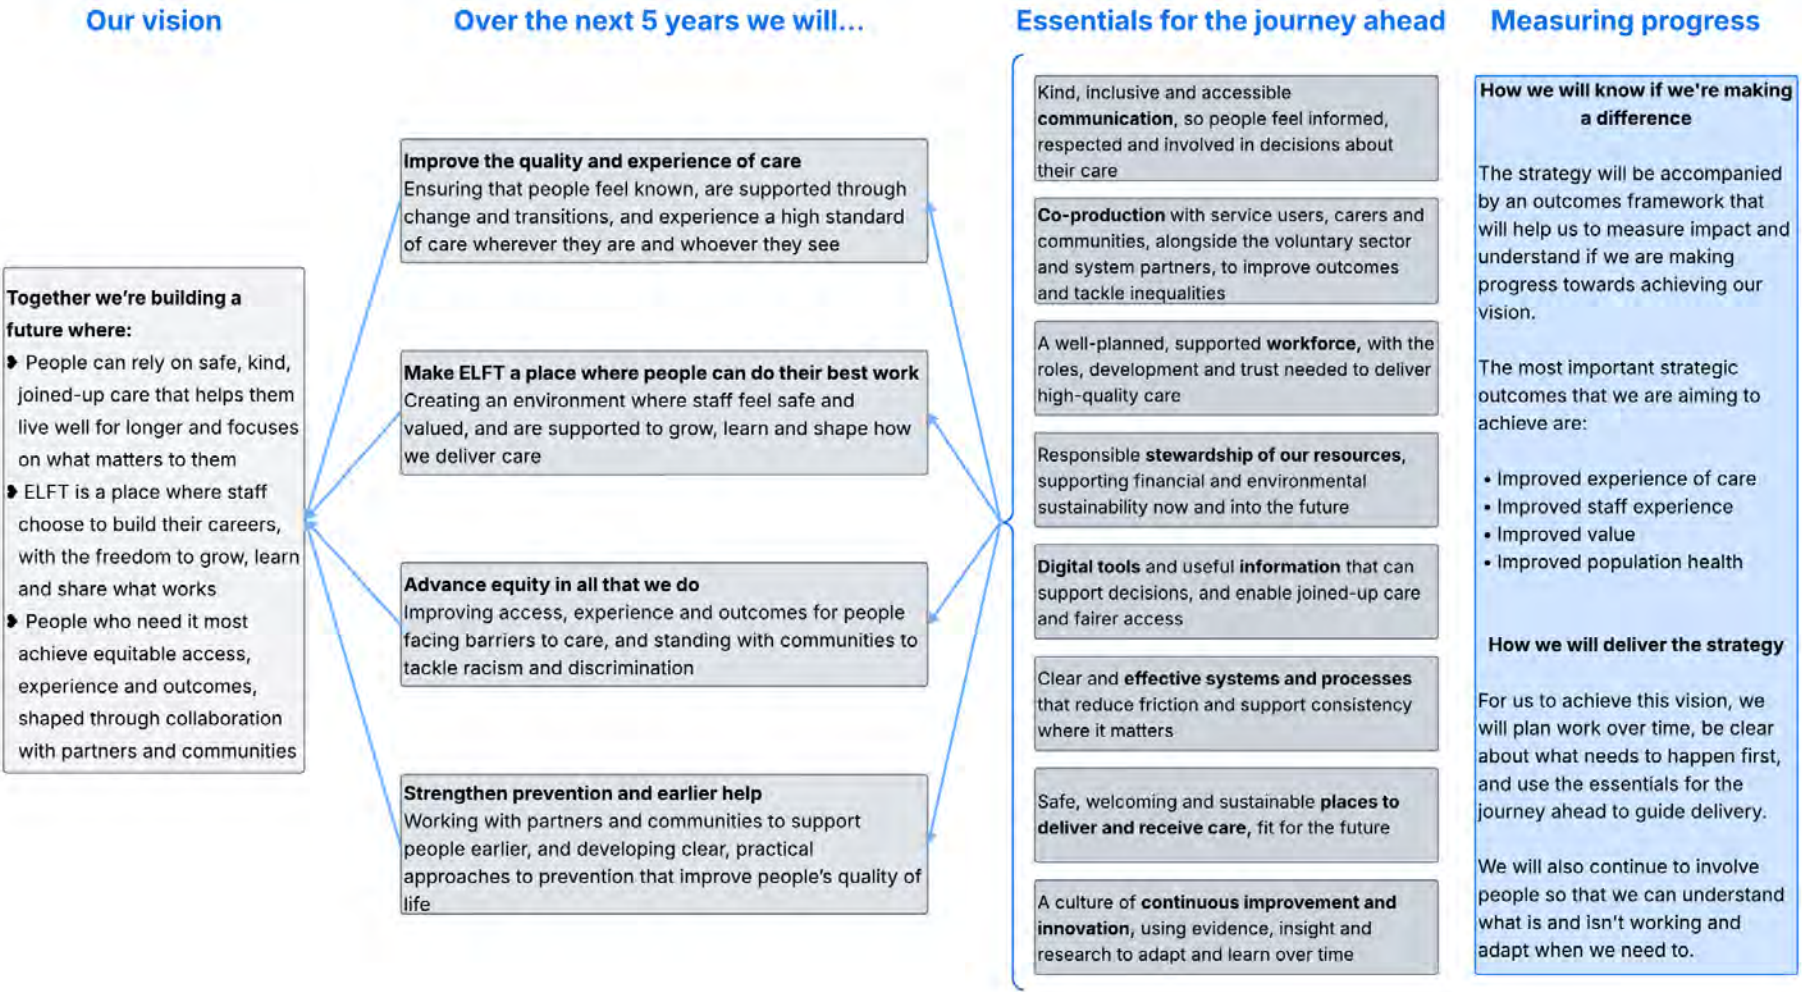 Our vision
Over the next 5 years we will...
Essentials for the journey ahead
Measuring progress
Together we're building a
future where:
❥ People can rely on safe, kind,
joined-up care that helps them
live well for longer and focuses
on what matters to them
❥ ELFT is a place where staff
choose to build their careers,
with the freedom to grow, learn
and share what works
❥ People who need it most
achieve equitable access,
experience and outcomes,
shaped through collaboration
with partners and communities
Improve the quality and experience of care
Ensuring that people feel known, are supported through
change and transitions, and experience a high standard
of care wherever they are and whoever they see
Make ELFT a place where people can do their best work
Creating an environment where staff feel safe and
valued, and are supported to grow, learn and shape how
we deliver care
Advance equity in all that we do
Improving access, experience and outcomes for people
facing barriers to care, and standing with communities to
tackle racism and discrimination
Strengthen prevention and earlier help
Working with partners and communities to support
people earlier, and developing clear, practical
approaches to prevention that improve people's quality of
life
Kind, inclusive and accessible
communication, so people feel informed,
respected and involved in decisions about
their care
Co-production with service users, carers and
communities, alongside the voluntary sector
and system partners, to improve outcomes
and tackle inequalities
A well-planned, supported workforce, with the
roles, development and trust needed to deliver
high-quality care
Responsible stewardship of our resources,
supporting financial and environmental
sustainability now and into the future
Digital tools and useful information that can
support decisions, and enable joined-up care
and fairer access
Clear and effective systems and processes
that reduce friction and support consistency
where it matters
Safe, welcoming and sustainable places to
deliver and receive care, fit for the future
A culture of continuous improvement and
innovation, using evidence, insight and
research to adapt and learn over time
How we will know if we're making
a difference
The strategy will be accompanied
by an outcomes framework that
will help us to measure impact and
understand if we are making
progress towards achieving our
vision.
The most important strategic
outcomes that we are aiming to
achieve are:
• Improved experience of care
• Improved staff experience
• Improved value
• Improved population health
How we will deliver the strategy
For us to achieve this vision, we
will plan work over time, be clear
about what needs to happen first,
and use the essentials for the
journey ahead to guide delivery.
We will also continue to involve
people so that we can understand
what is and isn't working and
adapt when we need to.